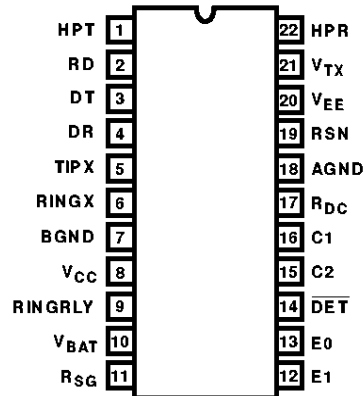 HPT 1 22 HPR
RD 2 21 VTX
DT 3 20 VEE
DR 4 19 RSN
TIPX 5 18 AGND
RINGX 6 17 RDC
BGND 7 16 C1
VCC 8 15 C2
RINGRLY 9 14 D̅E̅T̅
VBAT 10 13 E0
RSG 11 12 E1